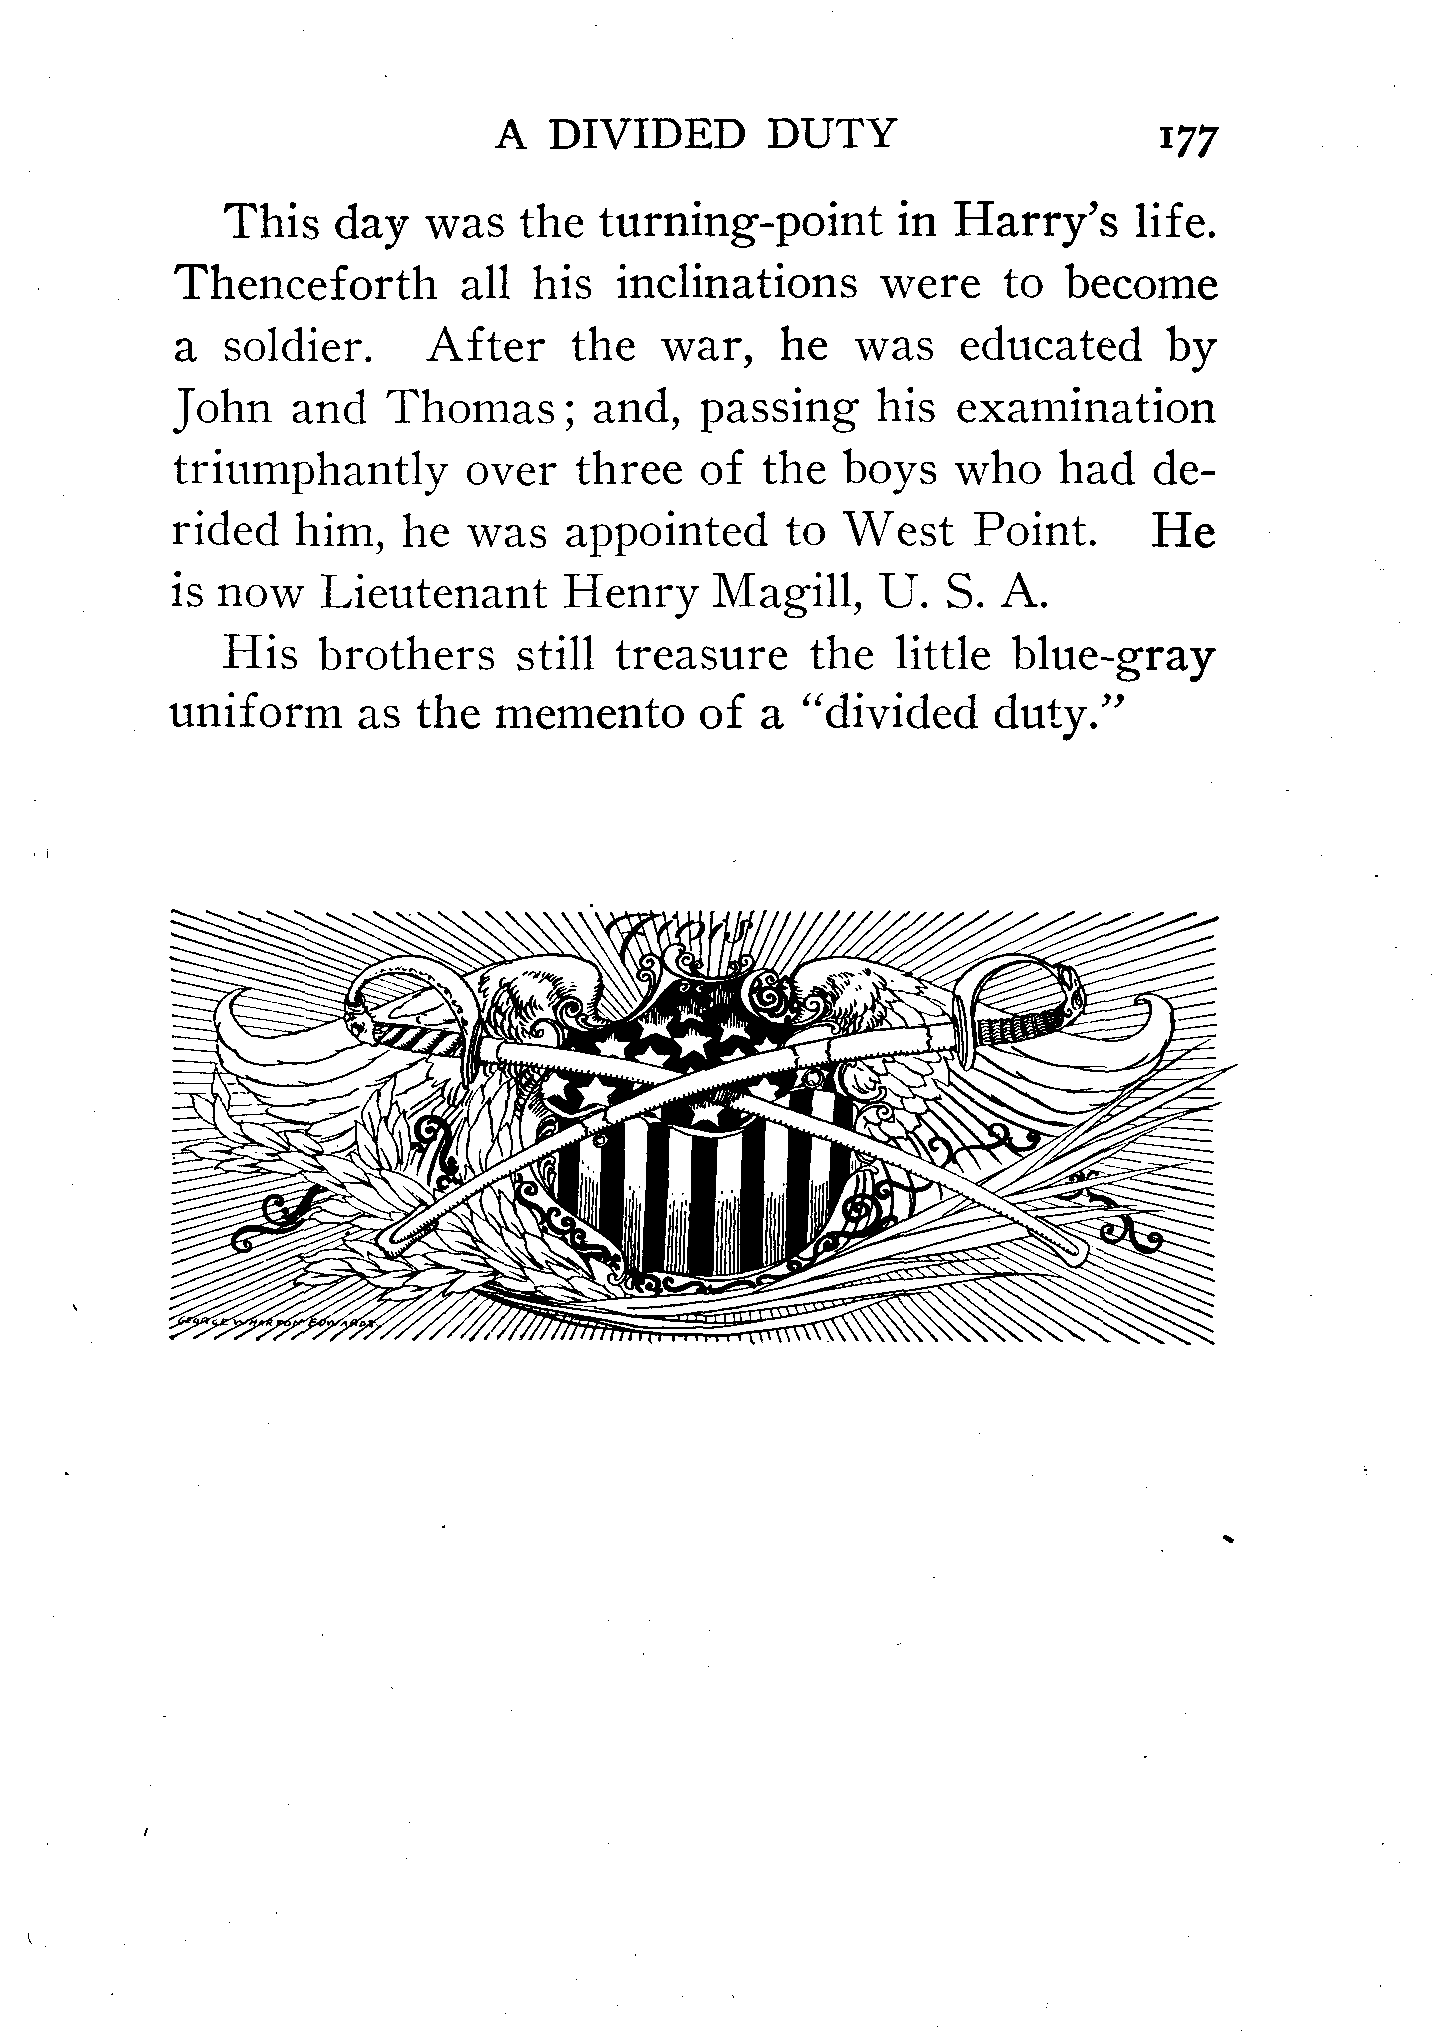 A DIVIDED DUTY 177
This day was the turning-point in Harry's life.
Thenceforth all his inclinations were to become
a soldier. After the war, he was educated by
John and Thomas; and, passing his examination
triumphantly over three of the boys who had de-
rided him, he was appointed to West Point. He
is now Lieutenant Henry Magill, U. S. A.
His brothers still treasure the little blue-gray
uniform as the memento of a “divided duty.”
GEORGE WHARTON EDWARDS